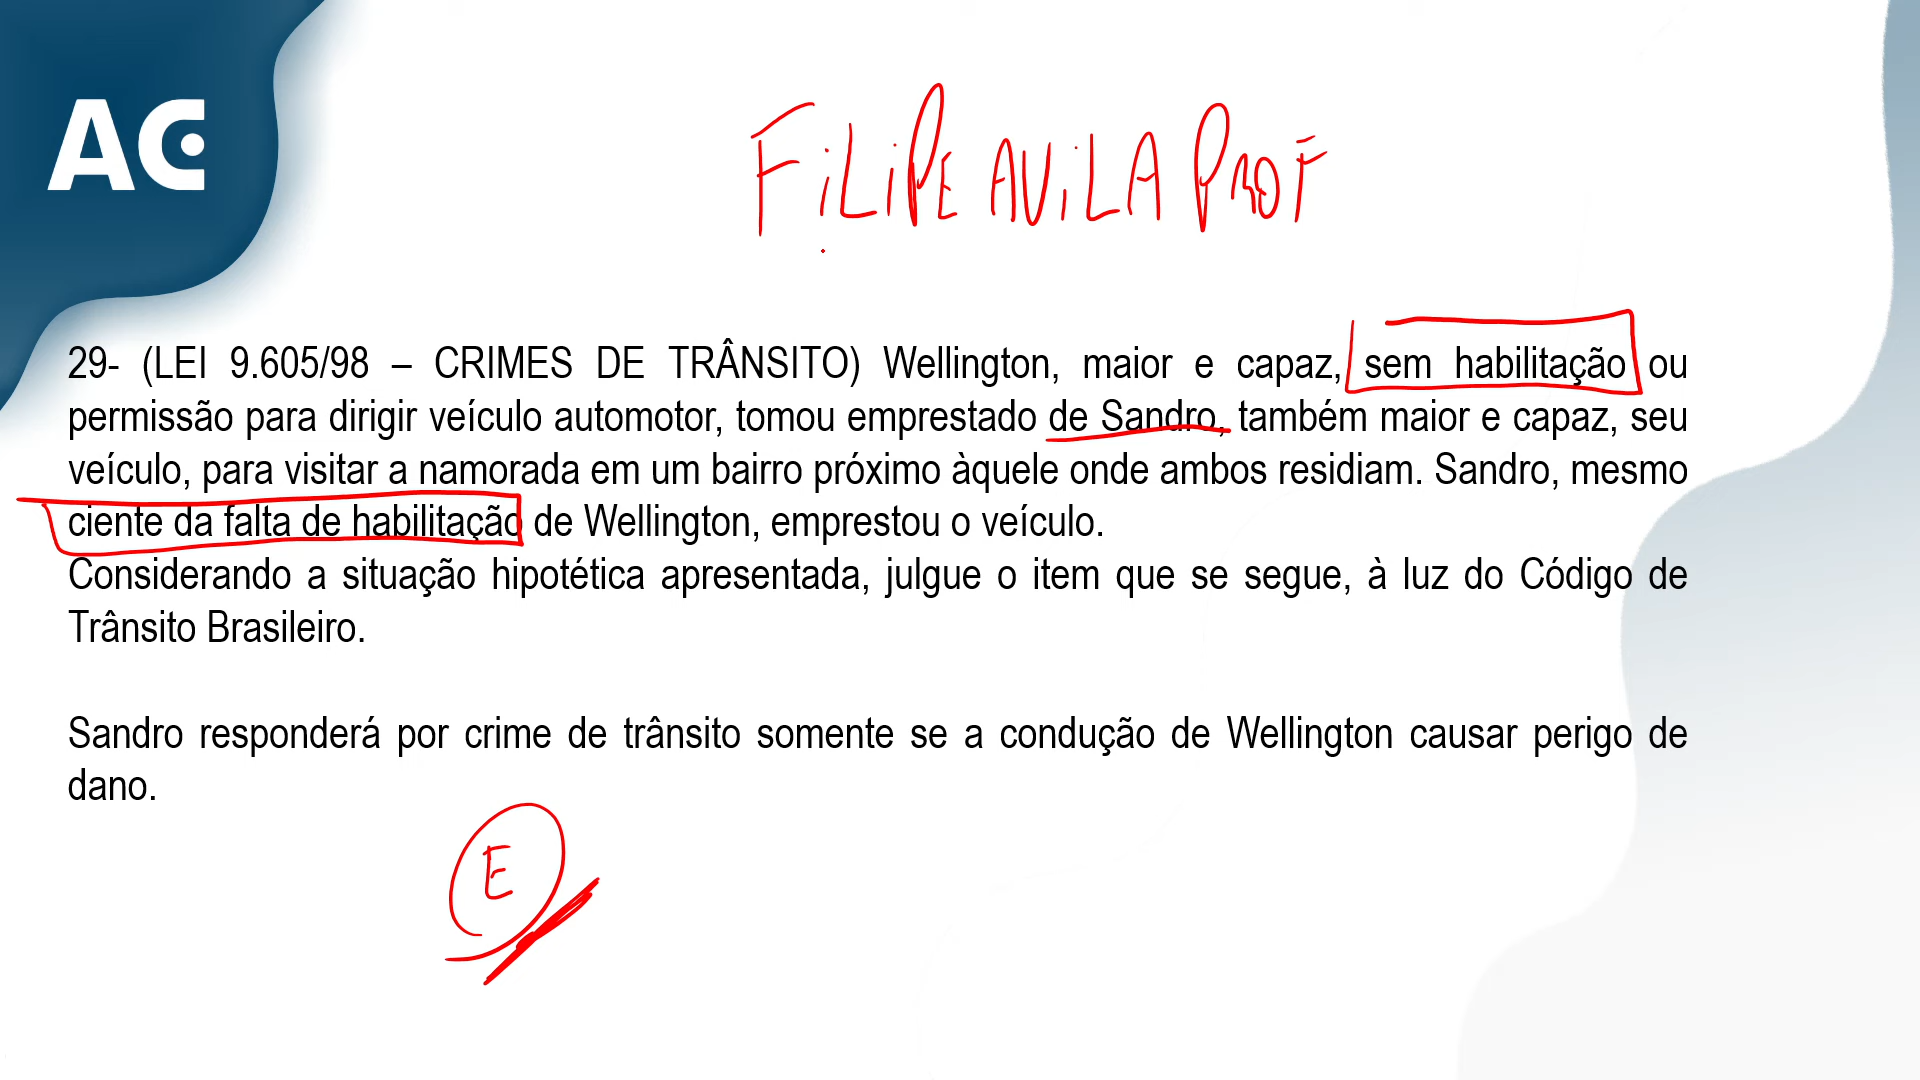 AC
FiLiPE AViLA PROF
29- (LEI 9.605/98 – CRIMES DE TRÂNSITO) Wellington, maior e capaz, sem habilitação ou
permissão para dirigir veículo automotor, tomou emprestado de Sandro, também maior e capaz, seu
veículo, para visitar a namorada em um bairro próximo àquele onde ambos residiam. Sandro, mesmo
ciente da falta de habilitação de Wellington, emprestou o veículo.
Considerando a situação hipotética apresentada, julgue o item que se segue, à luz do Código de
Trânsito Brasileiro.
Sandro responderá por crime de trânsito somente se a condução de Wellington causar perigo de
dano.
E